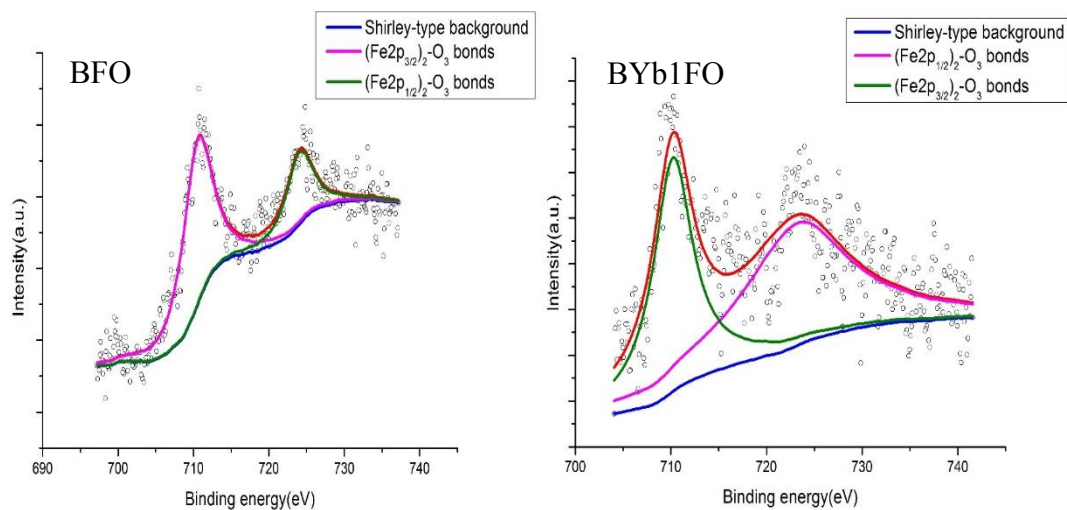 BFO
Shirley-type background
(Fe2p3/2)2-O3 bonds
(Fe2p1/2)2-O3 bonds
Intensity(a.u.)
690 700 710 720 730 740
Binding energy(eV)
BYb1FO
Shirley-type background
(Fe2p1/2)2-O3 bonds
(Fe2p3/2)2-O3 bonds
Intensity(a.u.)
700 710 720 730 740
Binding energy(eV)